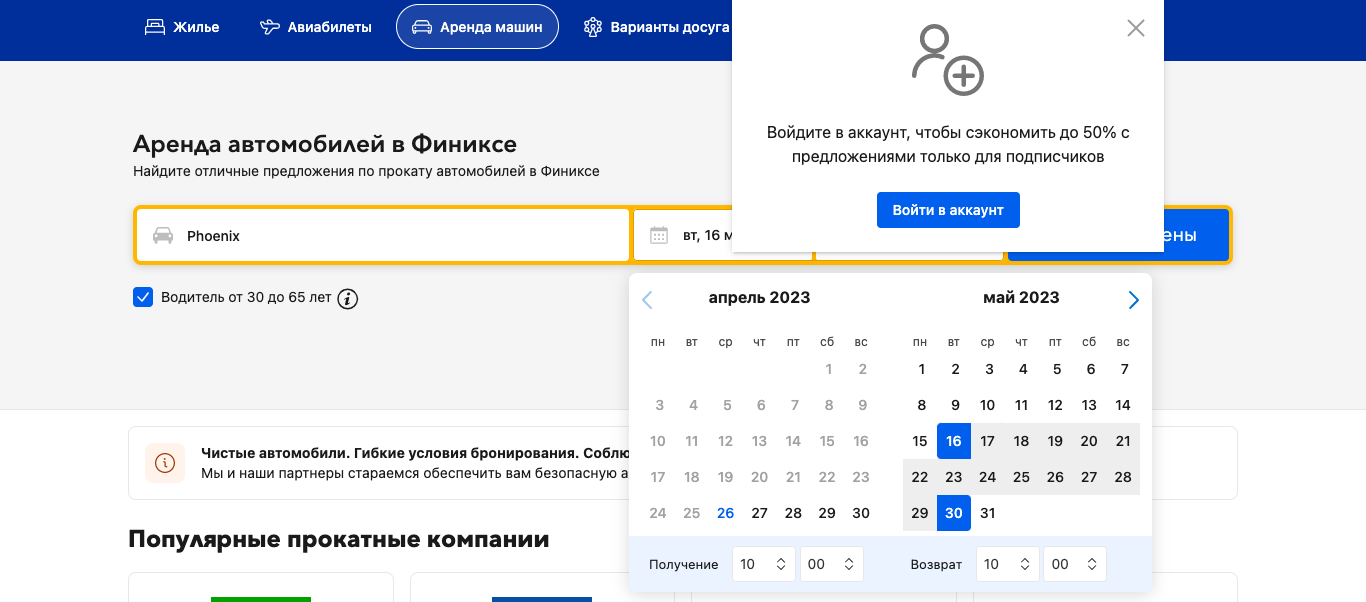 Жилье
Авиабилеты
Аренда машин
Варианты досуга
Войдите в аккаунт, чтобы сэкономить до 50% с
предложениями только для подписчиков
Войти в аккаунт
Аренда автомобилей в Финиксе
Найдите отличные предложения по прокату автомобилей в Финиксе
Phoenix
вт, 16
Водитель от 30 до 65 лет
апрель 2023
пн вт ср чт пт сб вс
1 2
3 4 5 6 7 8 9
10 11 12 13 14 15 16
17 18 19 20 21 22 23
24 25 26 27 28 29 30
май 2023
пн вт ср чт пт сб вс
1 2 3 4 5 6 7
8 9 10 11 12 13 14
15 16 17 18 19 20 21
22 23 24 25 26 27 28
29 30 31
Получение 10 00
Возврат 10 00
Чистые автомобили. Гибкие условия бронирования.
Мы и наши партнеры стараемся обеспечить вам безопасную
Популярные прокатные компании